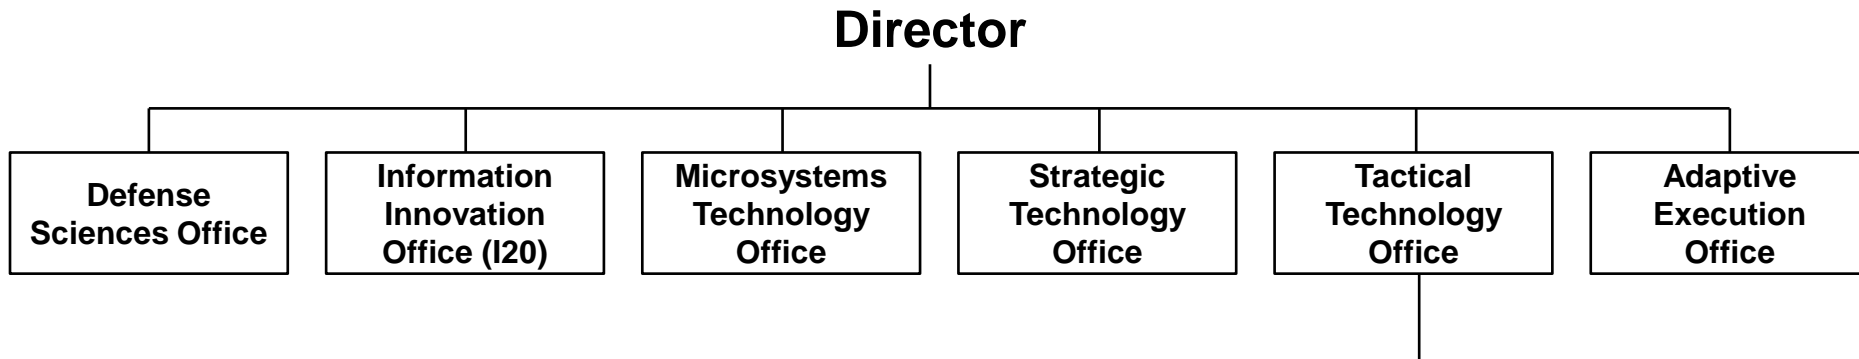 Director
Defense
Sciences Office
Information
Innovation
Office (I20)
Microsystems
Technology
Office
Strategic
Technology
Office
Tactical
Technology
Office
Adaptive
Execution
Office